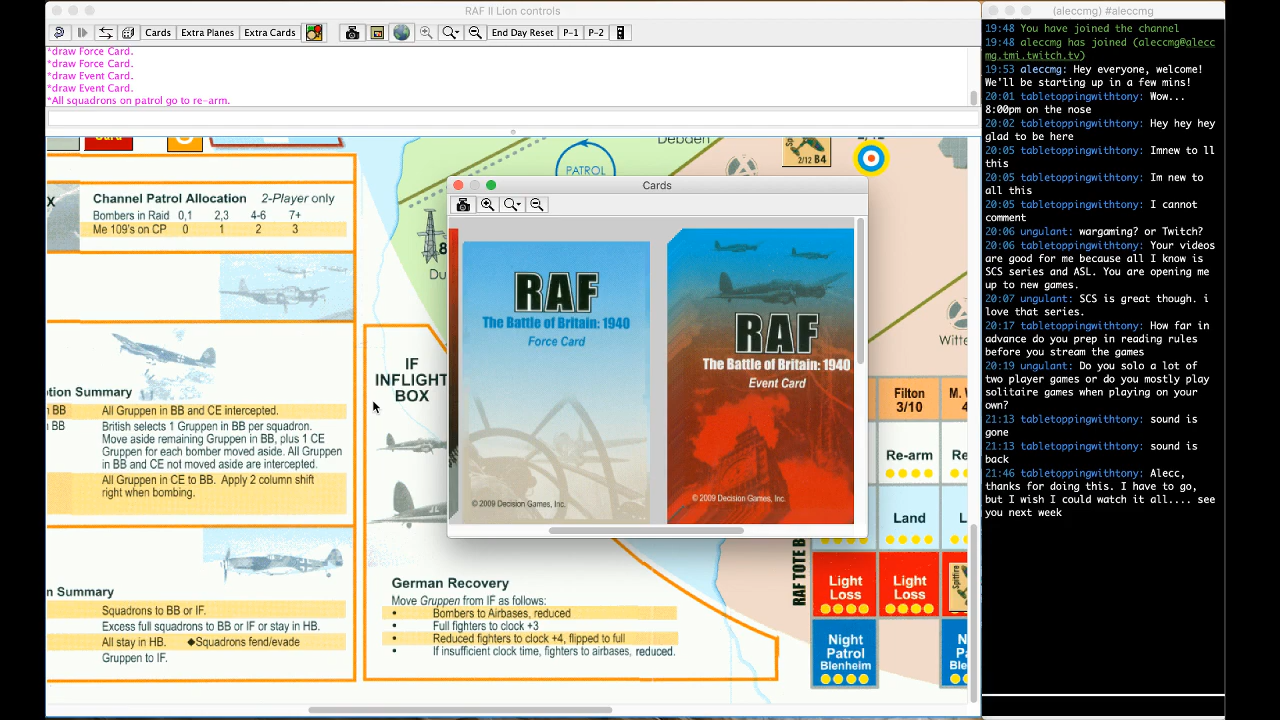 RAF II Lion controls
Cards
Extra Planes
Extra Cards
End Day Reset
P-1
P-2
*draw Force Card.
*draw Force Card.
*draw Event Card.
*draw Event Card.
*All squadrons on patrol go to re-arm.
Channel Patrol Allocation 2-Player only
Bombers in Raid 0,1 2,3 4-6 7+
Me 109's on CP 0 1 2 3
ption Summary
n BB All Gruppen in BB and CE intercepted.
BB British selects 1 Gruppen in BB per squadron.
Move aside remaining Gruppen in BB, plus 1 CE
Gruppen for each bomber moved aside. All Gruppen
in BB and CE not moved aside are intercepted.
All Gruppen in CE to BB. Apply 2 column shift
right when bombing.
n Summary
Squadrons to BB or IF.
Excess full squadrons to BB or IF or stay in HB.
All stay in HB. ◆Squadrons fend/evade
Gruppen to IF.
IF
INFLIGHT
BOX
German Recovery
Move Gruppen from IF as follows:
• Bombers to Airbases, reduced
• Full fighters to clock +3
• Reduced fighters to clock +4, flipped to full
• If insufficient clock time, fighters to airbases, reduced.
PATROL
Debden
2/12 B4
8
Du
Witte
Cards
RAF
The Battle of Britain: 1940
Force Card
© 2009 Decision Games, Inc.
RAF
The Battle of Britain: 1940
Event Card
© 2009 Decision Games, Inc.
Filton
3/10
M. W
4
Re-arm
Re
Land
L
RAF TOTE B
Light
Loss
Light
Loss
Spitfire
Night
Patrol
Blenheim
N
Pa
Ble
(aleccmg) #aleccmg
19:48 You have joined the channel
19:48 aleccmg has joined (aleccmg@alecc
mg.tmi.twitch.tv)
19:53 aleccmg: Hey everyone, welcome!
We'll be starting up in a few mins!
20:01 tabletoppingwithtony: Wow...
8:00pm on the nose
20:02 tabletoppingwithtony: Hey hey hey
glad to be here
20:05 tabletoppingwithtony: Imnew to ll
this
20:05 tabletoppingwithtony: Im new to
all this
20:05 tabletoppingwithtony: I cannot
comment
20:06 ungulant: wargaming? or Twitch?
20:06 tabletoppingwithtony: Your videos
are good for me because all I know is
SCS series and ASL. You are opening me
up to new games.
20:07 ungulant: SCS is great though. i
love that series.
20:17 tabletoppingwithtony: How far in
advance do you prep in reading rules
before you stream the games
20:19 ungulant: Do you solo a lot of
two player games or do you mostly play
solitaire games when playing on your
own?
21:13 tabletoppingwithtony: sound is
gone
21:13 tabletoppingwithtony: sound is
back
21:46 tabletoppingwithtony: Alecc,
thanks for doing this. I have to go,
but I wish I could watch it all.... see
you next week